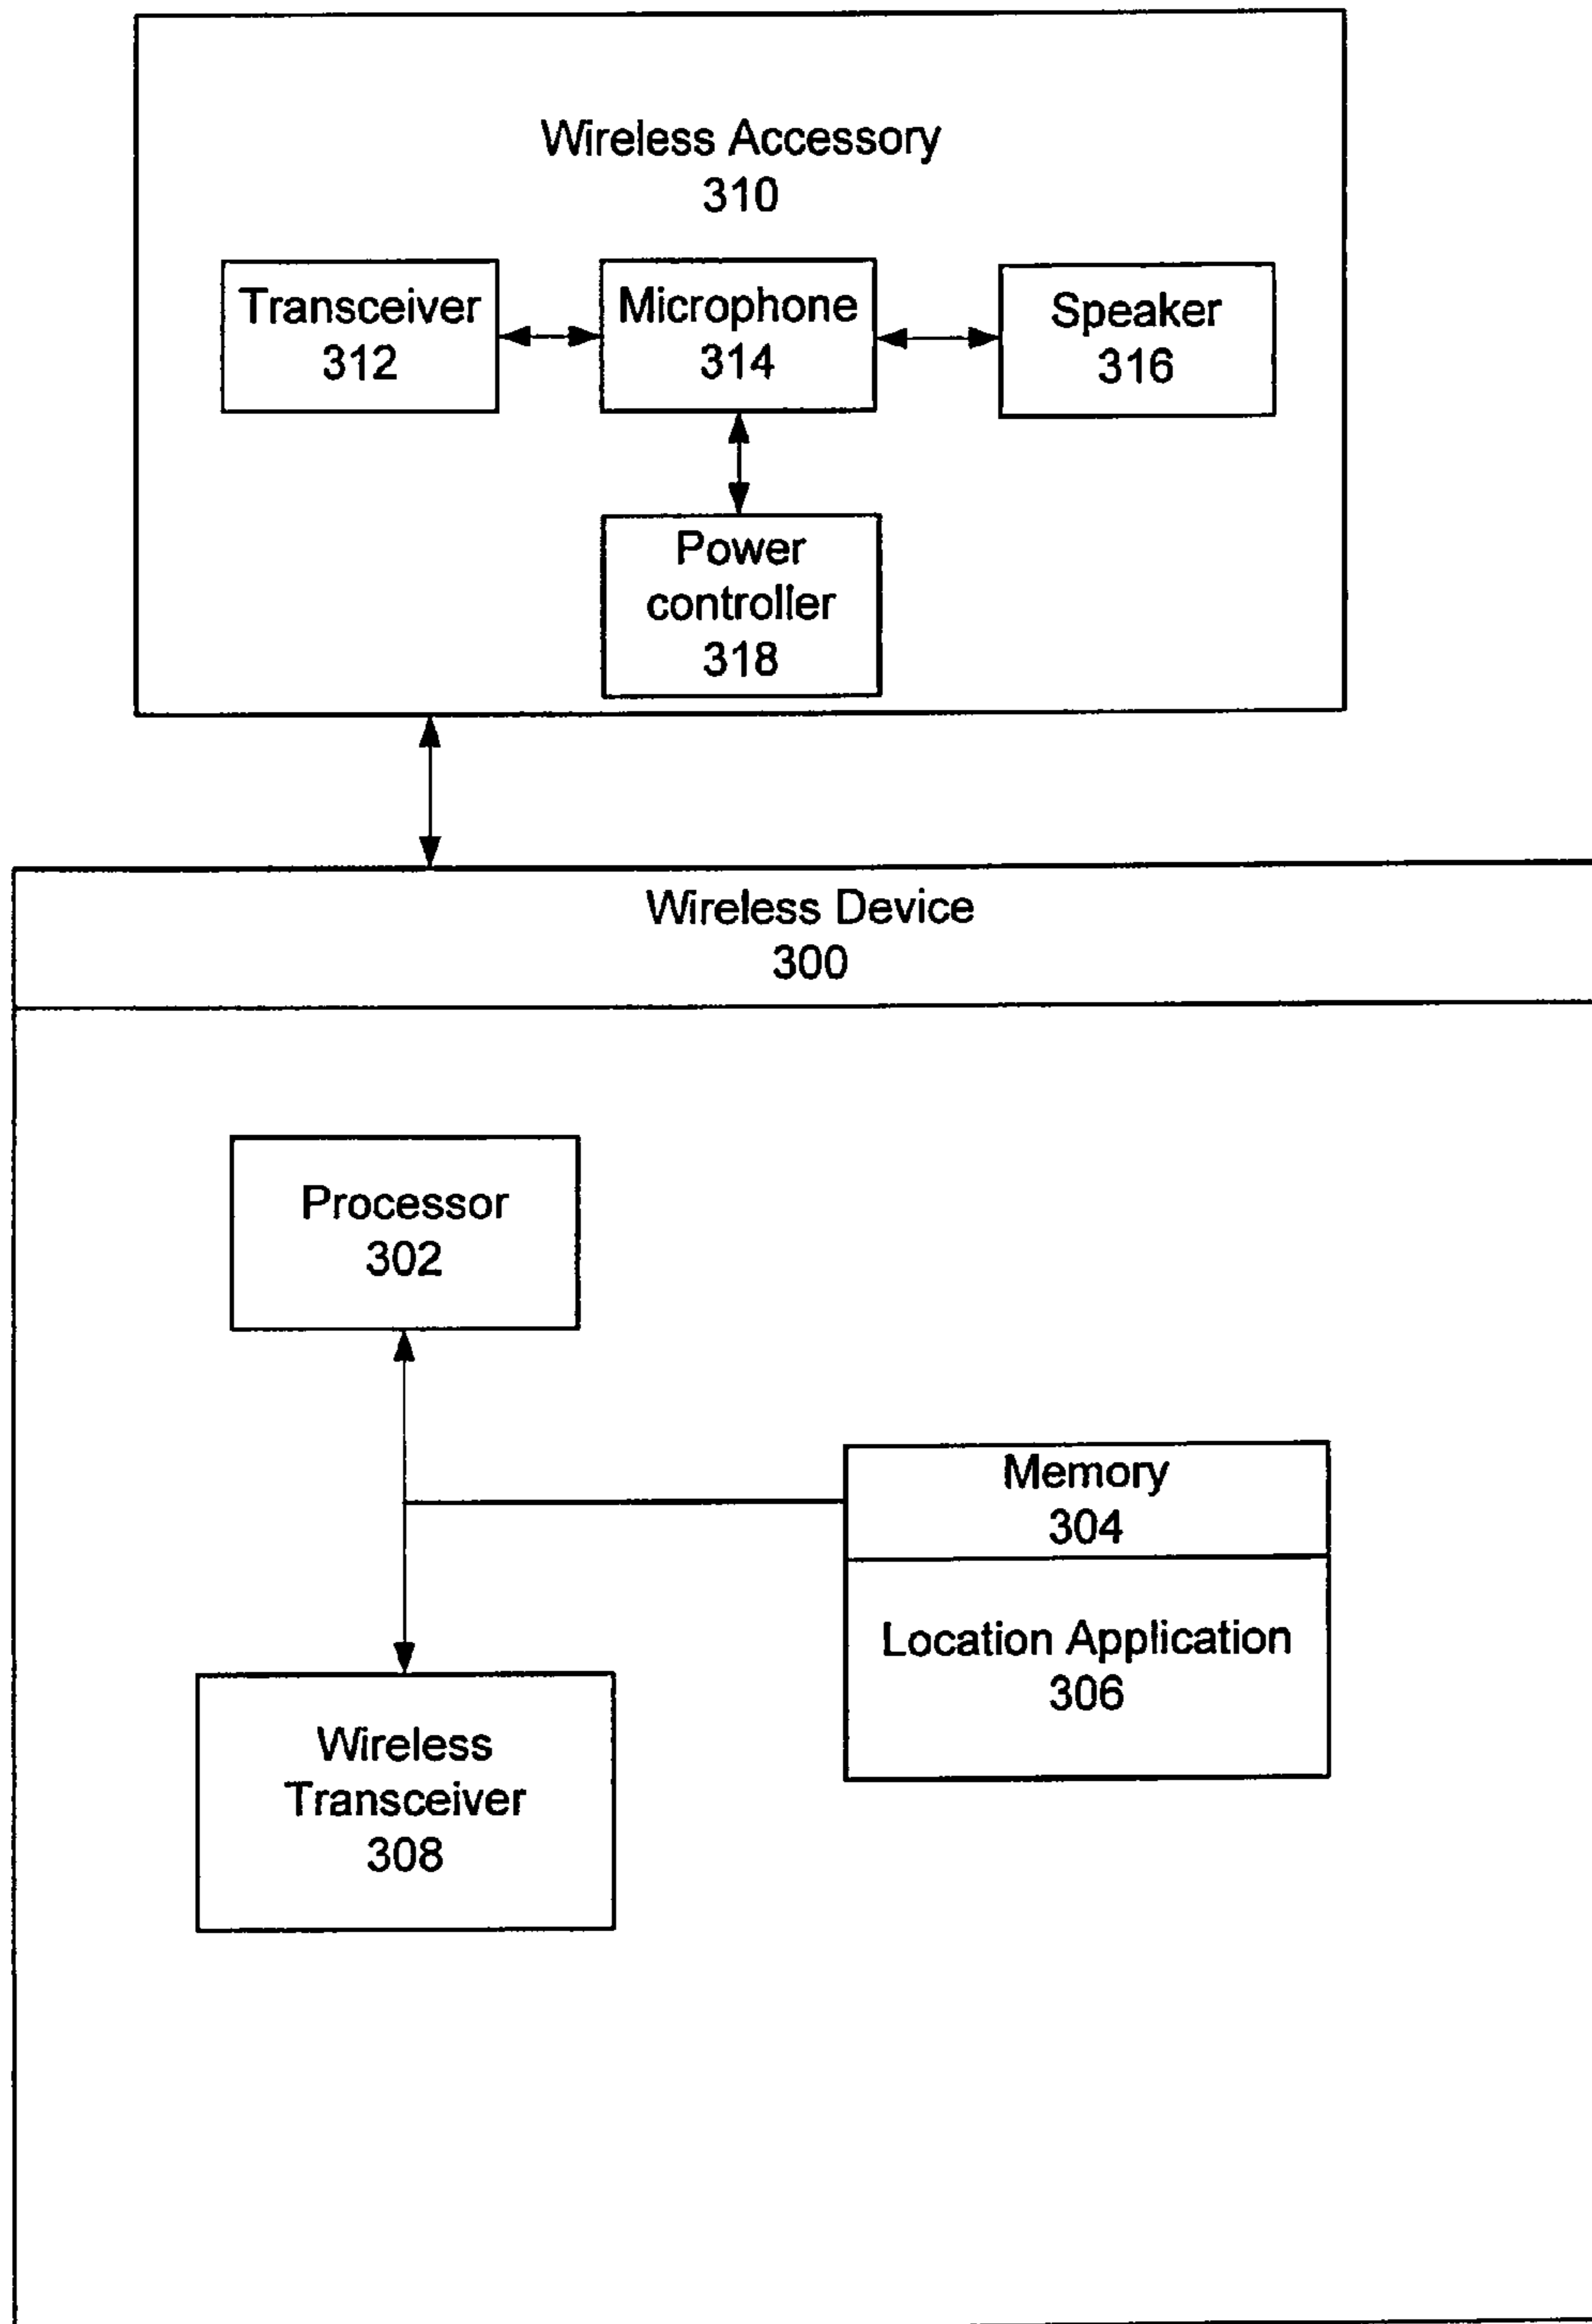 Wireless Accessory
310
Transceiver
312
Microphone
314
Speaker
316
Power
controller
318
Wireless Device
300
Processor
302
Memory
304
Location Application
306
Wireless
Transceiver
308